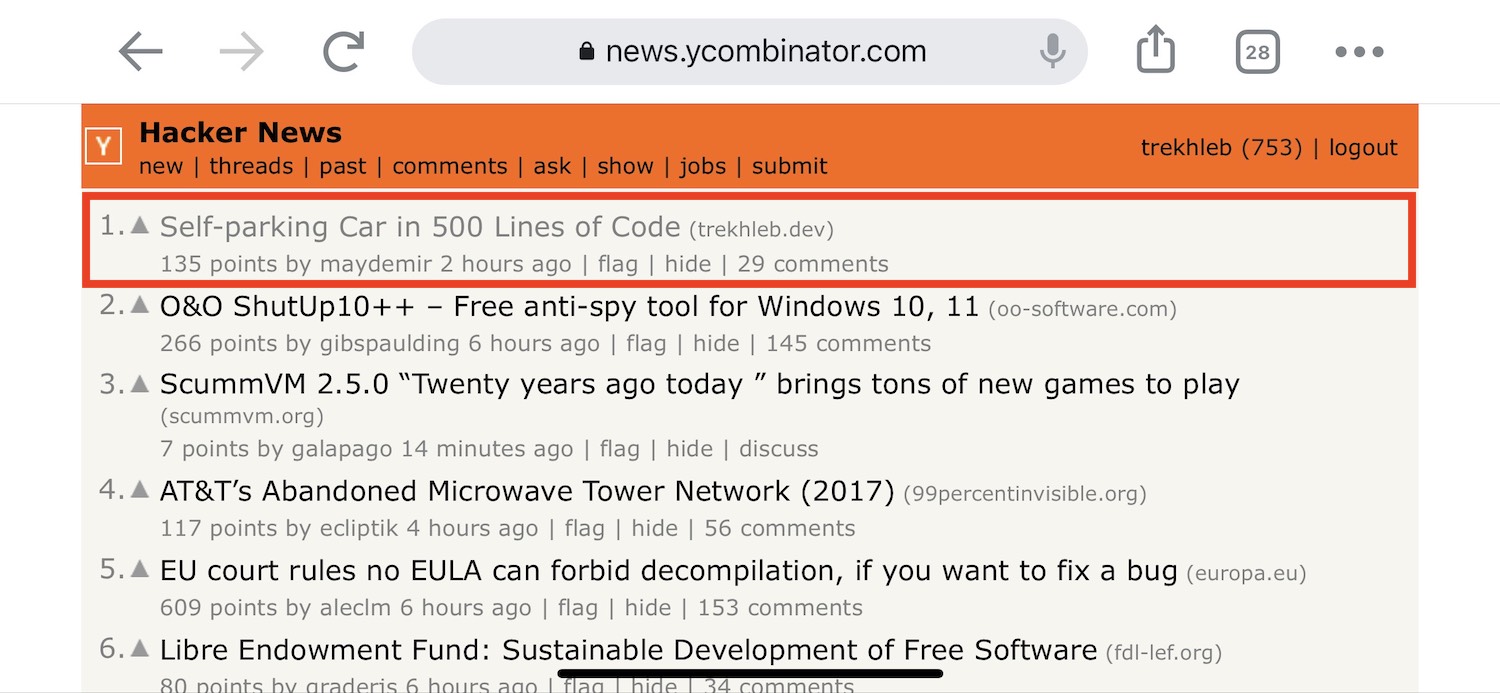 news.ycombinator.com
28
Y
Hacker News
new | threads | past | comments | ask | show | jobs | submit
trekhleb (753) | logout
1. Self-parking Car in 500 Lines of Code (trekhleb.dev)
135 points by maydemir 2 hours ago | flag | hide | 29 comments
2. O&O ShutUp10++ – Free anti-spy tool for Windows 10, 11 (oo-software.com)
266 points by gibspaulding 6 hours ago | flag | hide | 145 comments
3. ScummVM 2.5.0 “Twenty years ago today ” brings tons of new games to play
(scummvm.org)
7 points by galapago 14 minutes ago | flag | hide | discuss
4. AT&T’s Abandoned Microwave Tower Network (2017) (99percentinvisible.org)
117 points by ecliptik 4 hours ago | flag | hide | 56 comments
5. EU court rules no EULA can forbid decompilation, if you want to fix a bug (europa.eu)
609 points by aleclm 6 hours ago | flag | hide | 153 comments
6. Libre Endowment Fund: Sustainable Development of Free Software (fdl-lef.org)
80 points by graderjs 6 hours ago | flag | hide | 34 comments